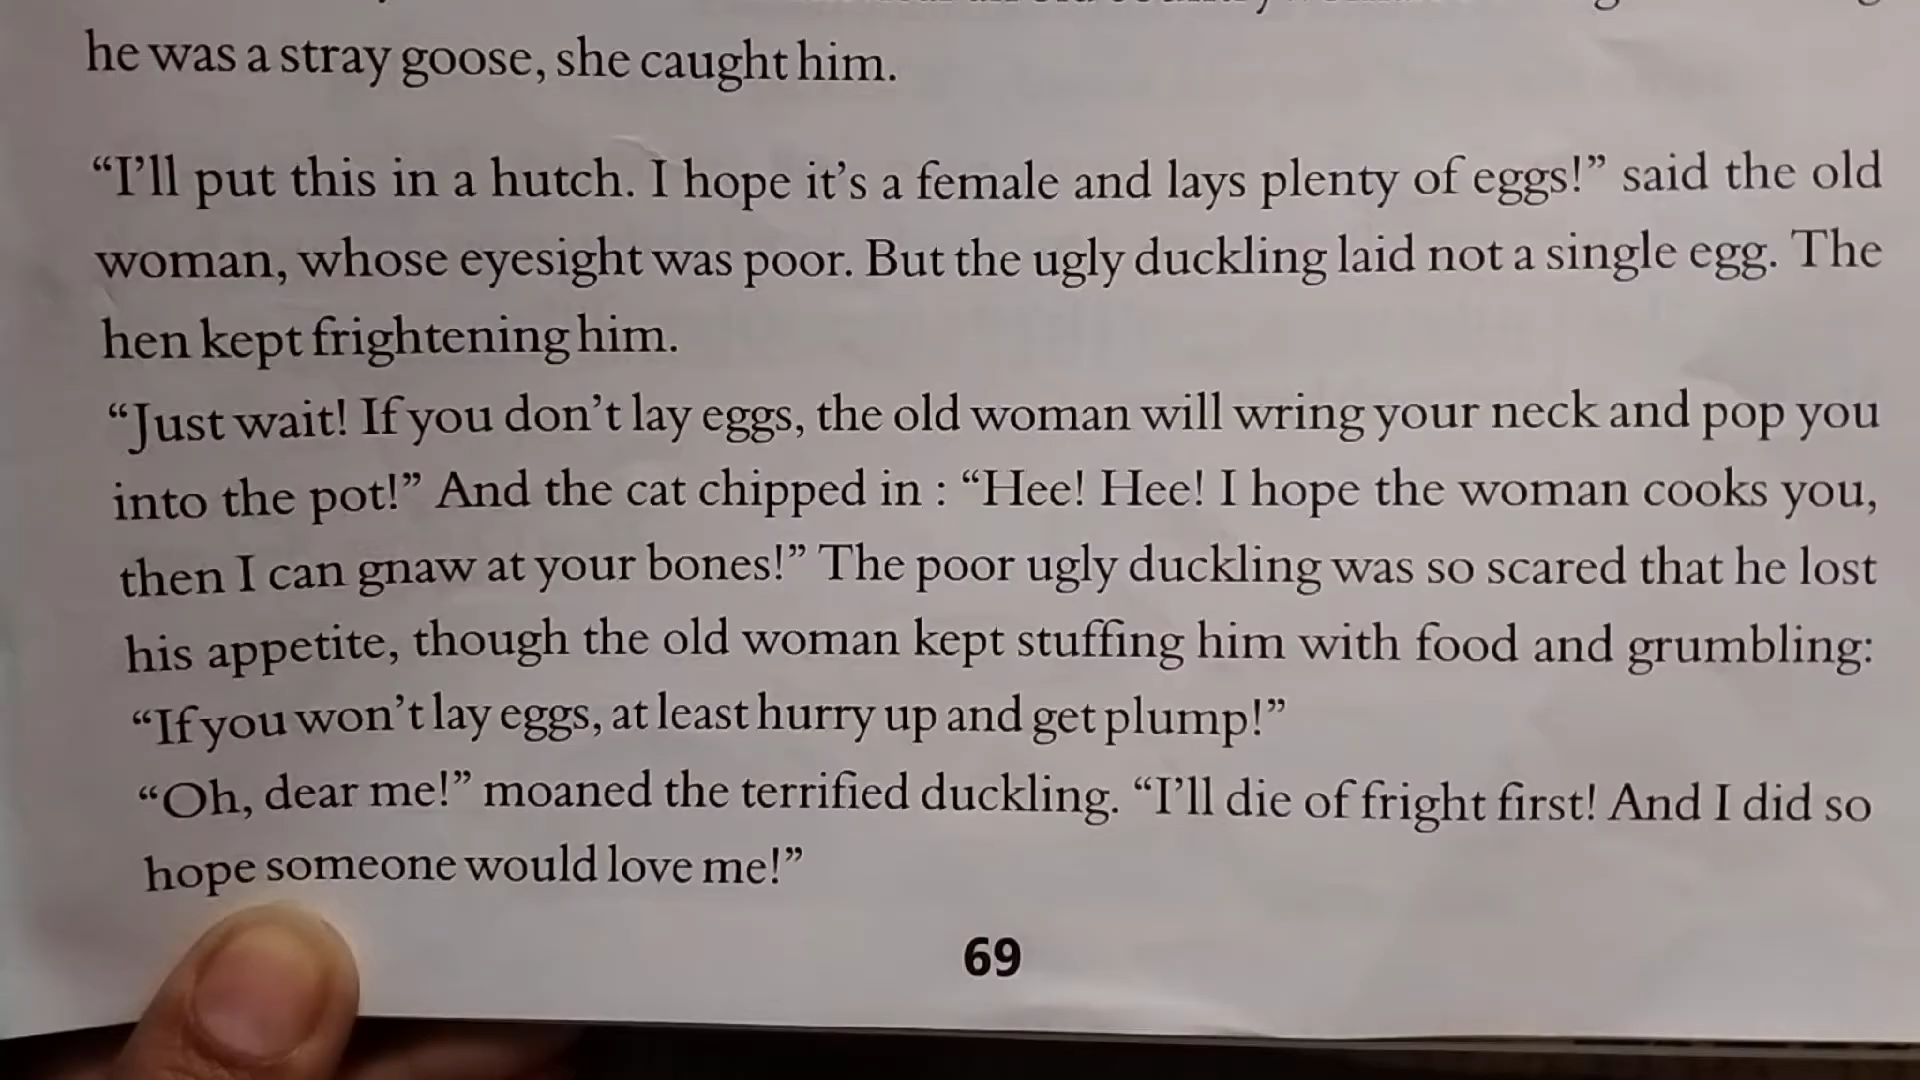 he was a stray goose, she caught him.
“I’ll put this in a hutch. I hope it’s a female and lays plenty of eggs!” said the old
woman, whose eyesight was poor. But the ugly duckling laid not a single egg. The
hen kept frightening him.
“Just wait! If you don’t lay eggs, the old woman will wring your neck and pop you
into the pot!” And the cat chipped in : “Hee! Hee! I hope the woman cooks you,
then I can gnaw at your bones!” The poor ugly duckling was so scared that he lost
his appetite, though the old woman kept stuffing him with food and grumbling:
“If you won’t lay eggs, at least hurry up and get plump!”
“Oh, dear me!” moaned the terrified duckling. “I’ll die of fright first! And I did so
hope someone would love me!”
69